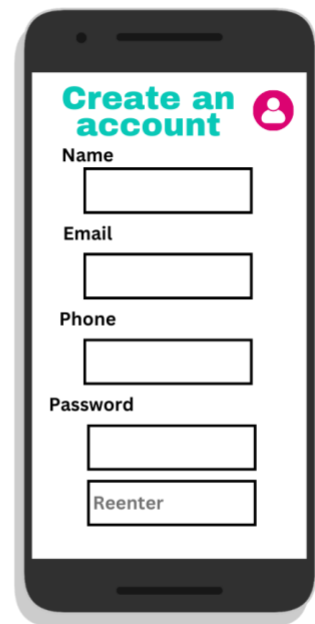 Create an
account
Name
Email
Phone
Password
Reenter